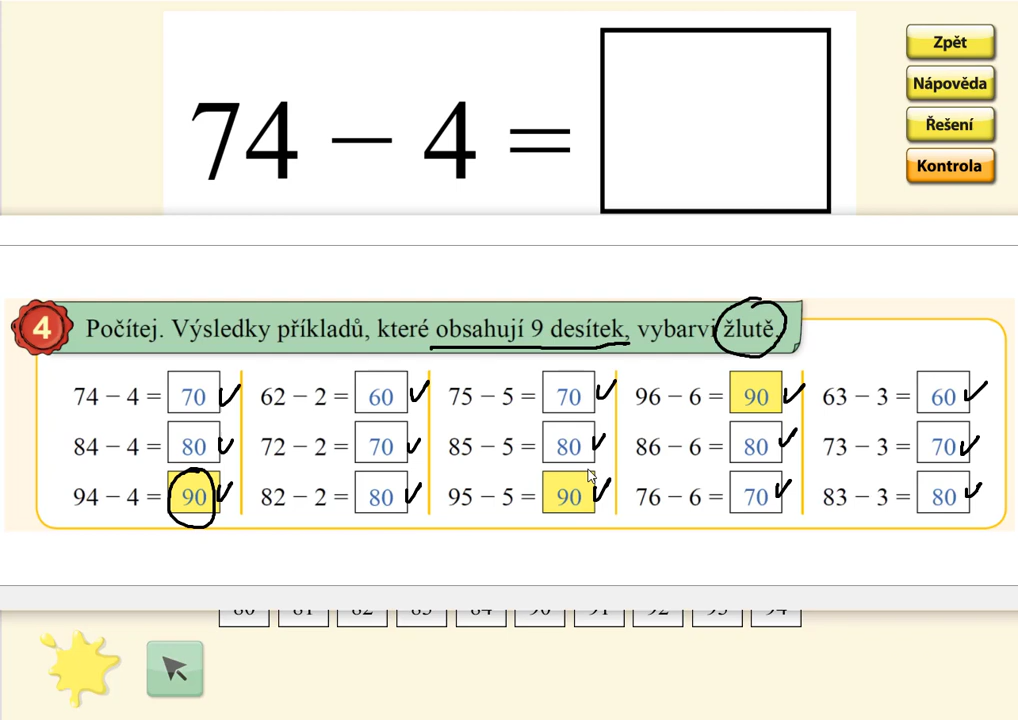 74 − 4 =
Zpět
Nápověda
Řešení
Kontrola
4 Počítej. Výsledky příkladů, které obsahují 9 desítek, vybarvi žlutě.
74 − 4 = 70 62 − 2 = 60 75 − 5 = 70 96 − 6 = 90 63 − 3 = 60
84 − 4 = 80 72 − 2 = 70 85 − 5 = 80 86 − 6 = 80 73 − 3 = 70
94 − 4 = 90 82 − 2 = 80 95 − 5 = 90 76 − 6 = 70 83 − 3 = 80